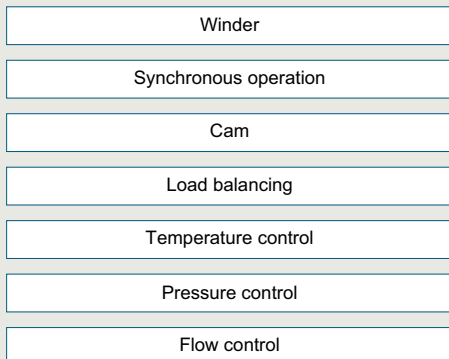 Winder
Synchronous operation
Cam
Load balancing
Temperature control
Pressure control
Flow control